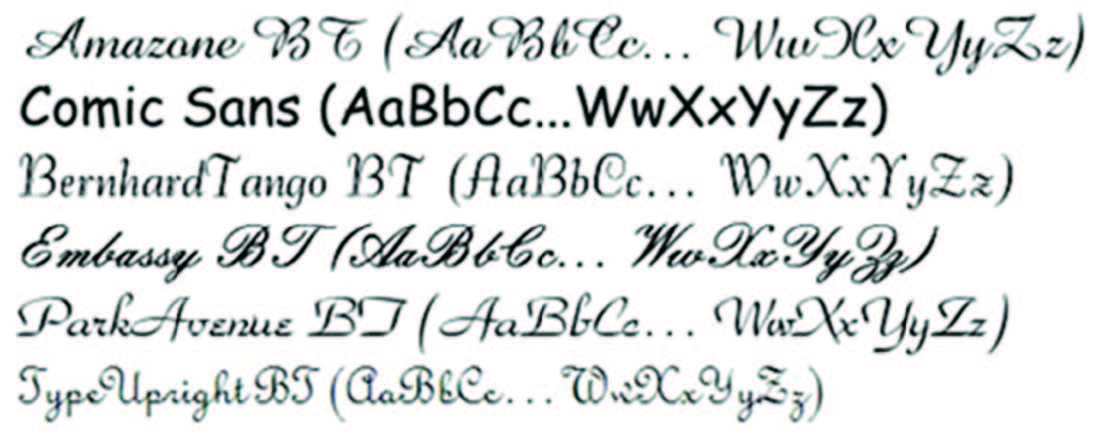 Amazone BT (AaBbCc... WwXxYyZz)
Comic Sans (AaBbCc...WwXxYyZz)
BernhardTango BT (AaBbCc... WwXxYyZz)
Embassy BT (AaBbCc... WwXxYyZz)
ParkAvenue BT (AaBbCc... WwXxYyZz)
TypeUpright BT (AaBbCc... WwXxYyZz)